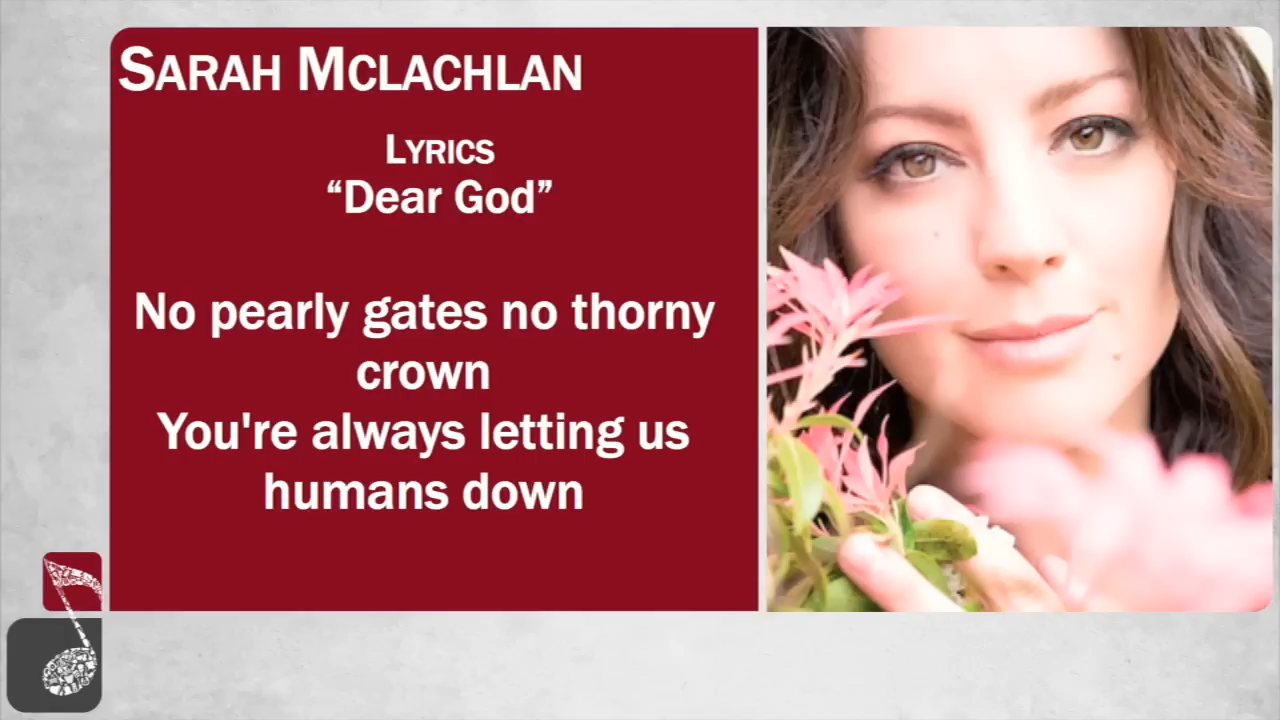 SARAH MCLACHLAN
LYRICS
“Dear God”
No pearly gates no thorny
crown
You're always letting us
humans down